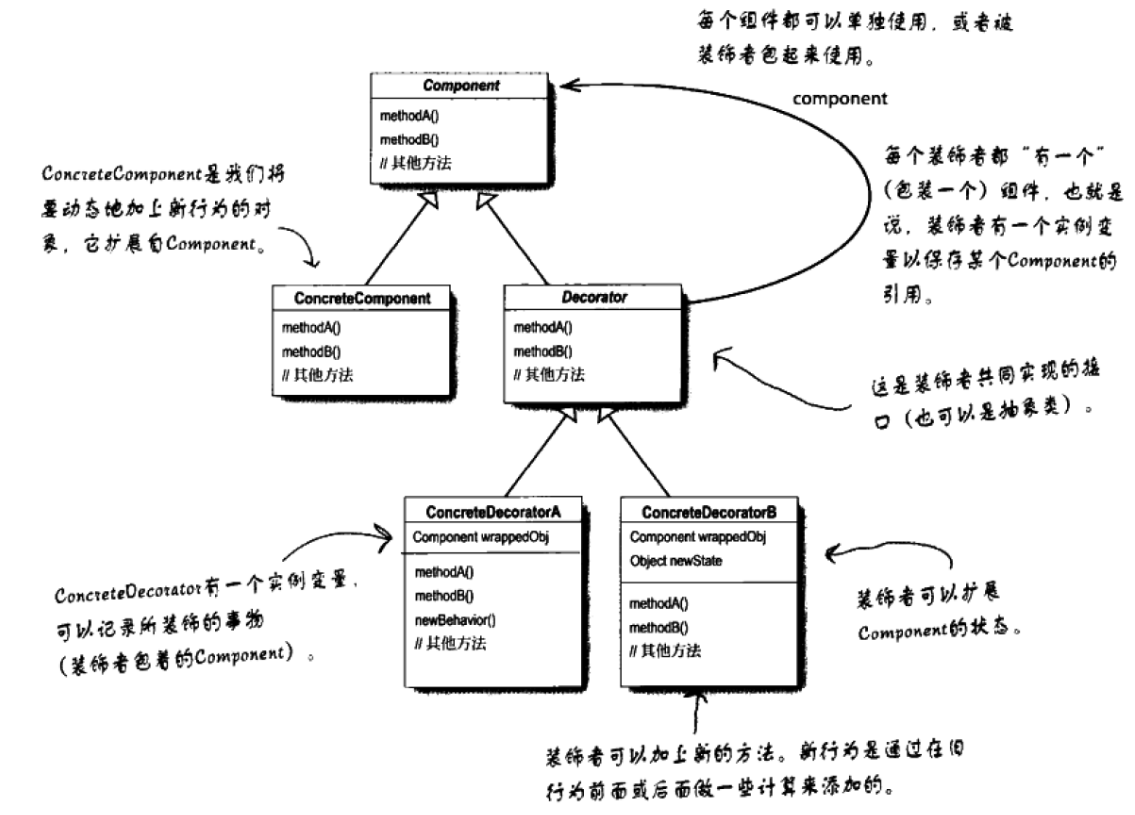 每个组件都可以单独使用，或者被
装饰者包起来使用。
component
Component
methodA()
methodB()
// 其他方法
每个装饰者都“有一个”
(包装一个) 组件，也就是
说，装饰者有一个实例变
量以保存某个Component的
引用。
ConcreteComponent是我们将
要动态地加上新行为的对
象，它扩展自Component。
ConcreteComponent
methodA()
methodB()
// 其他方法
Decorator
methodA()
methodB()
// 其他方法
这是装饰者共同实现的接
口（也可以是抽象类）。
ConcreteDecoratorA
Component wrappedObj
methodA()
methodB()
newBehavior()
// 其他方法
ConcreteDecoratorB
Component wrappedObj
Object newState
methodA()
methodB()
// 其他方法
ConcreteDecorator有一个实例变量，
可以记录所装饰的事物
（装饰者包着的Component）。
装饰者可以扩展
Component的状态。
装饰者可以加上新的方法。新行为是通过在旧
行为前面或后面做一些计算来添加的。